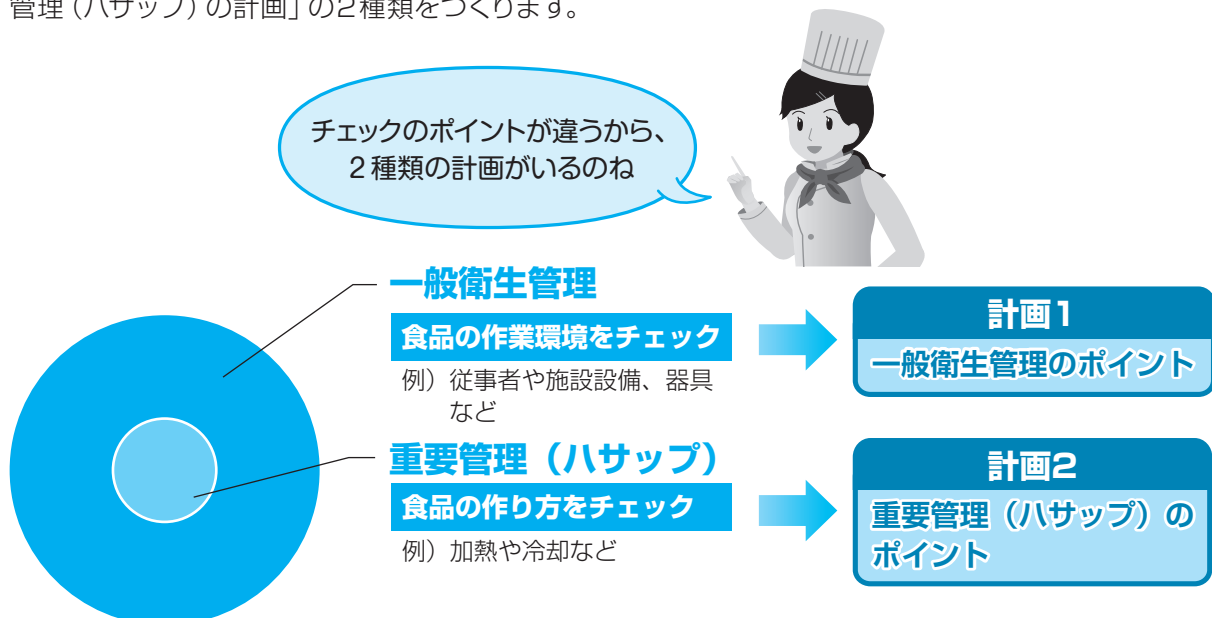 管理（ハサップ）の計画」の2種類をつくります。
チェックのポイントが違うから、
2種類の計画がいるのね
一般衛生管理
食品の作業環境をチェック
例）従事者や施設設備、器具
など
計画1
一般衛生管理のポイント
重要管理（ハサップ）
食品の作り方をチェック
例）加熱や冷却など
計画2
重要管理（ハサップ）の
ポイント